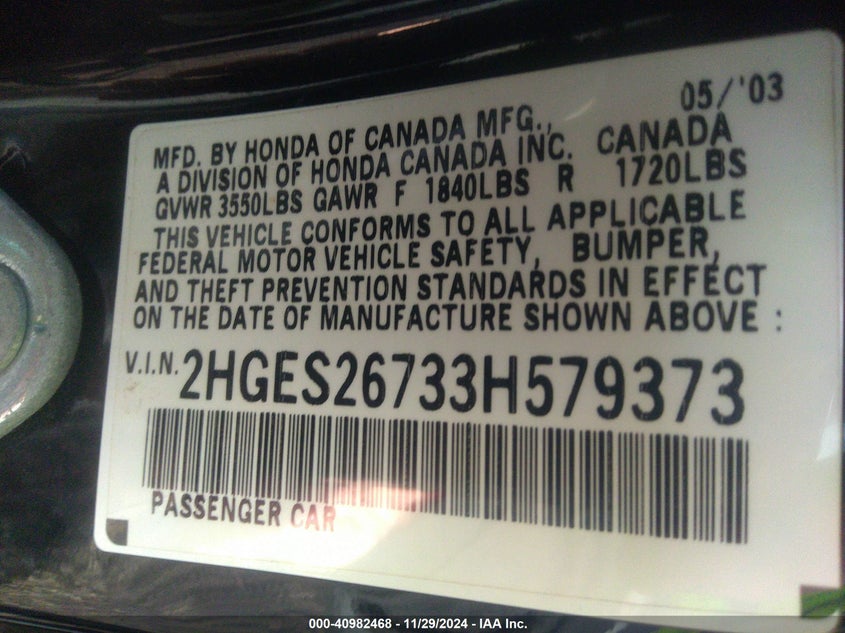 05/'03
MFD. BY HONDA OF CANADA MFG., CANADA
A DIVISION OF HONDA CANADA INC.
GVWR 3550LBS GAWR F 1840LBS R 1720LBS
THIS VEHICLE CONFORMS TO ALL APPLICABLE
FEDERAL MOTOR VEHICLE SAFETY, BUMPER,
AND THEFT PREVENTION STANDARDS IN EFFECT
ON THE DATE OF MANUFACTURE SHOWN ABOVE :
V.I.N. 2HGES26733H579373
PASSENGER CAR
000-40982468 - 11/29/2024 - IAA Inc.